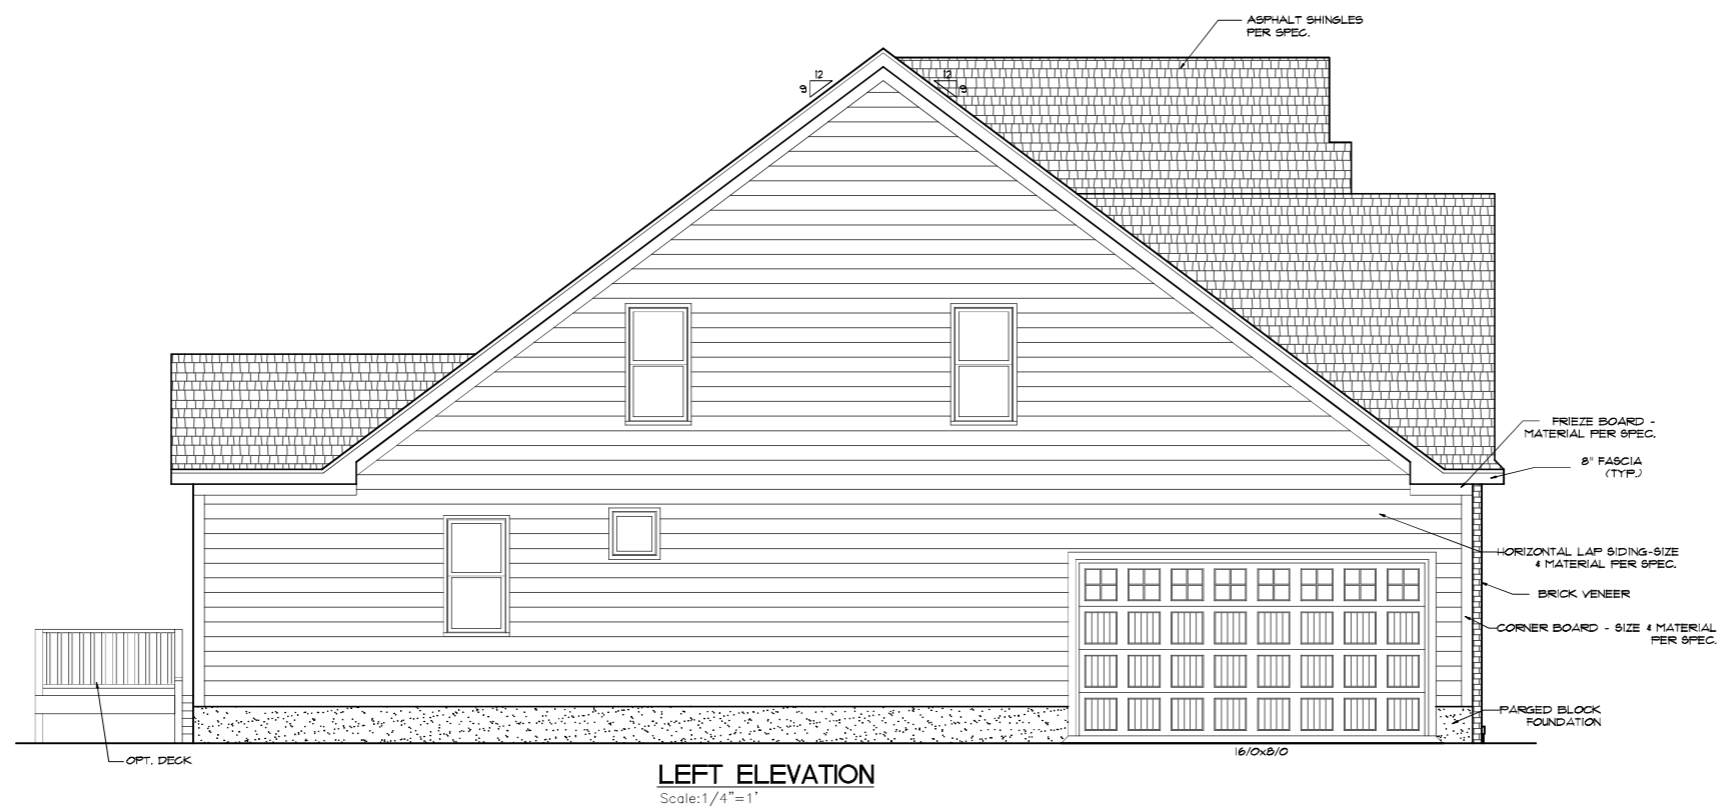 ASPHALT SHINGLES
PER SPEC.
12
9
12
9
FRIEZE BOARD -
MATERIAL PER SPEC.
8" FASCIA
(TYP.)
HORIZONTAL LAP SIDING-SIZE
& MATERIAL PER SPEC.
BRICK VENEER
CORNER BOARD - SIZE & MATERIAL
PER SPEC.
PARGED BLOCK
FOUNDATION
16/0x8/0
OPT. DECK
LEFT ELEVATION
Scale:1/4"=1'